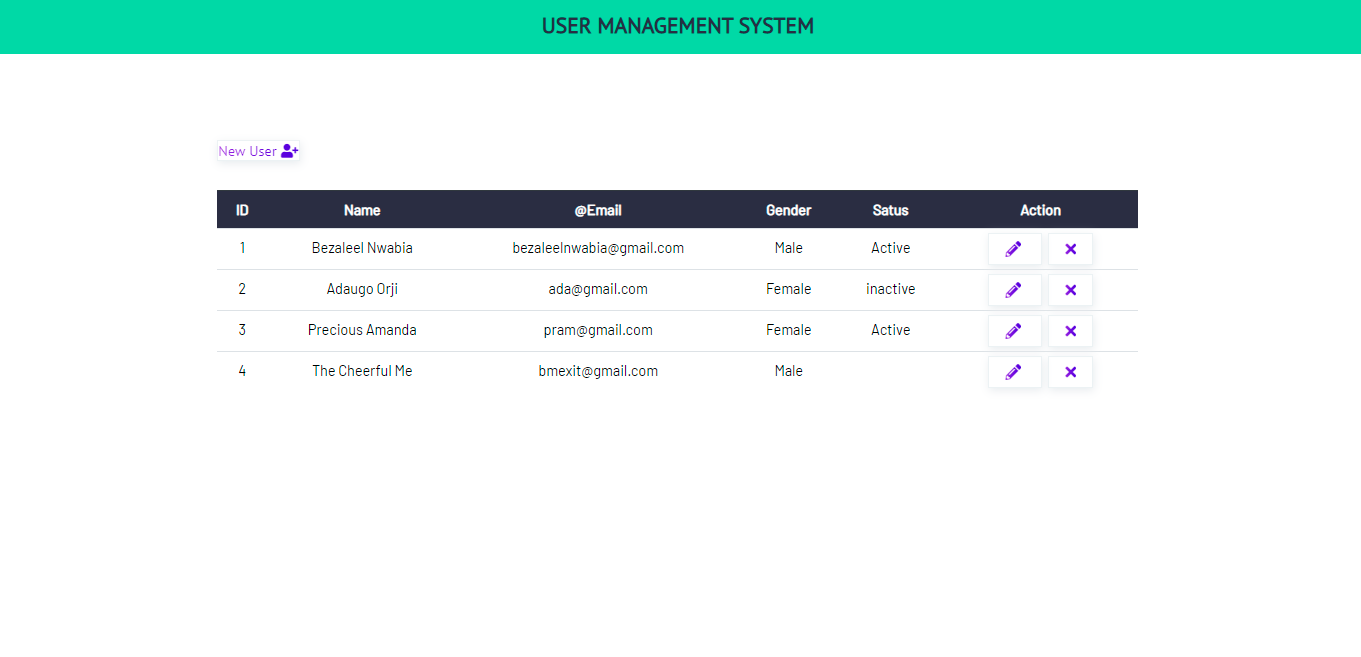 USER MANAGEMENT SYSTEM
New User
ID Name @Email Gender Satus Action
1 Bezaleel Nwabia bezaleelnwabia@gmail.com Male Active
2 Adaugo Orji ada@gmail.com Female inactive
3 Precious Amanda pram@gmail.com Female Active
4 The Cheerful Me bmexit@gmail.com Male